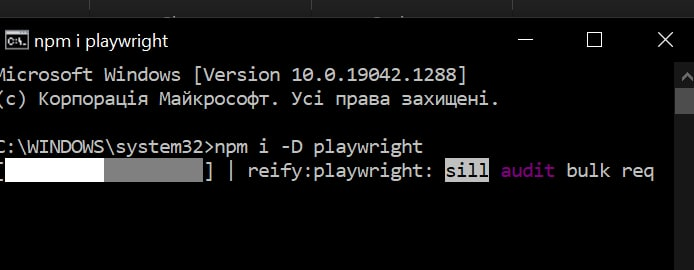 npm i playwright
Microsoft Windows [Version 10.0.19042.1288]
(c) Корпорація Майкрософт. Усі права захищені.
C:\WINDOWS\system32>npm i -D playwright
[ ] | reify:playwright: sill audit bulk req